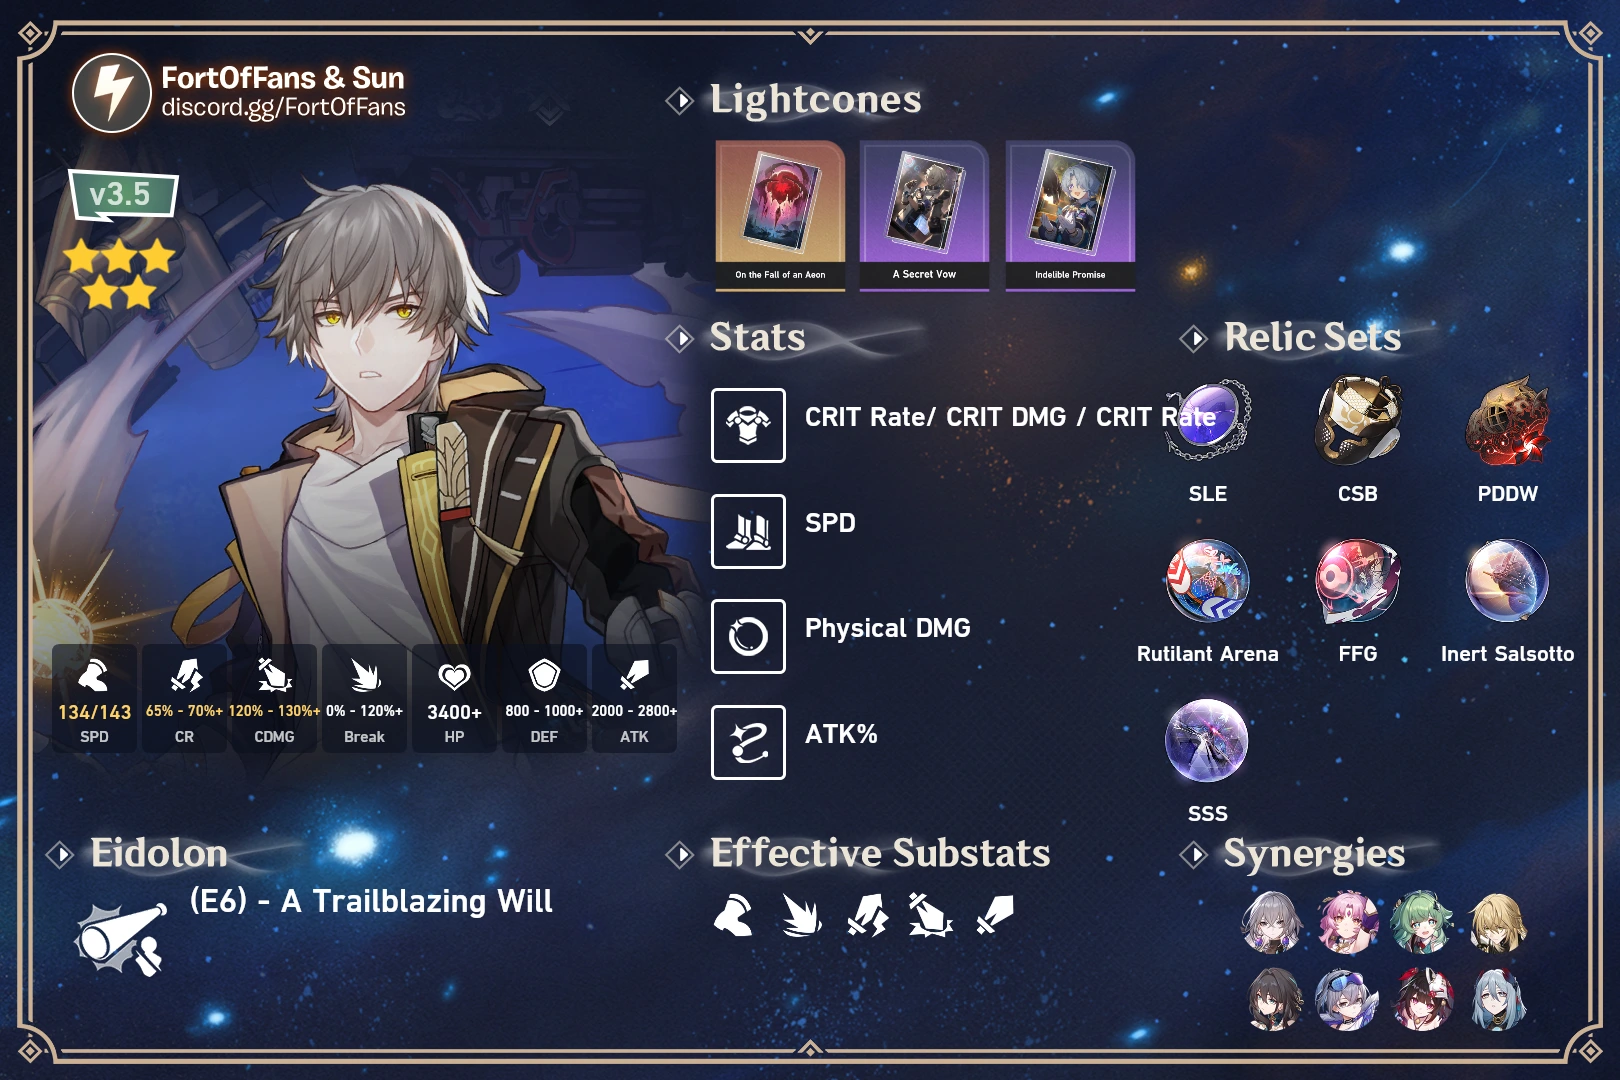 FortOfFans & Sun
discord.gg/FortOfFans
v3.5
Lightcones
On the Fall of an Aeon
A Secret Vow
Indelible Promise
Stats
CRIT Rate/ CRIT DMG / CRIT Rate
SPD
Physical DMG
ATK%
Relic Sets
SLE
CSB
PDDW
Rutilant Arena
FFG
Inert Salsotto
SSS
134/143
SPD
65% - 70%+
CR
120% - 130%+
CDMG
0% - 120%+
Break
3400+
HP
800 - 1000+
DEF
2000 - 2800+
ATK
Eidolon
(E6) - A Trailblazing Will
Effective Substats
Synergies